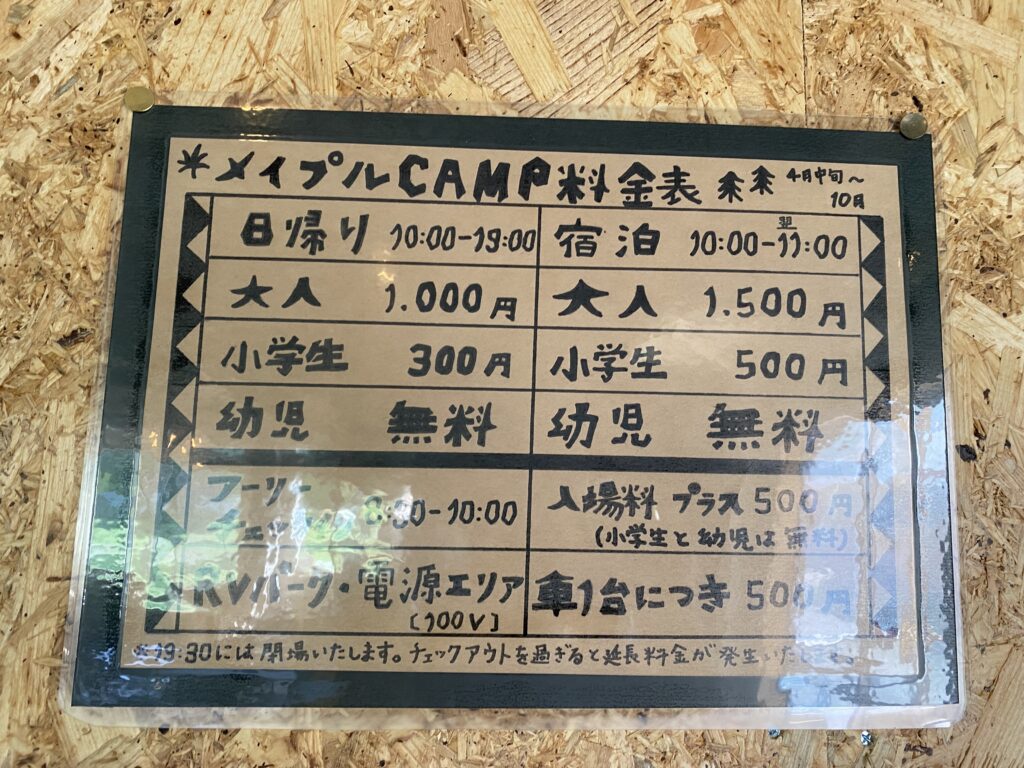 メイプルCAMP料金表 4月中旬～
10月
日帰り 10:00-19:00 宿泊 10:00-翌11:00
大人 1.000円 大人 1.500円
小学生 300円 小学生 500円
幼児 無料 幼児 無料
アーリー
チェックイン 8:30-10:00 入場料 プラス 500円
(小学生と幼児は無料)
RVパーク・電源エリア 車1台につき 500円
[100V]
※19:30には閉場いたします。チェックアウトを過ぎると延長料金が発生いたします。